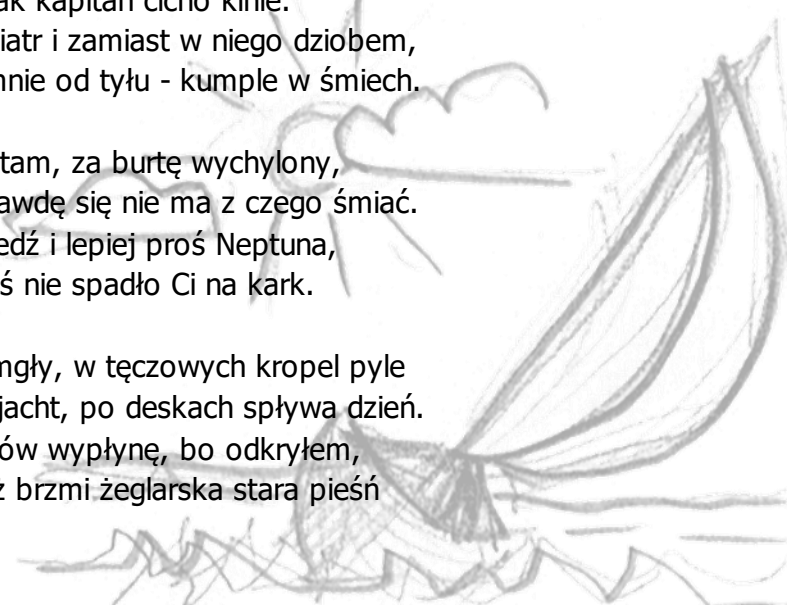 ak kapitan cicho klnie.
iatr i zamiast w niego dziobem,
nnie od tyłu - kumple w śmiech.
tam, za burtę wychylony,
awdę się nie ma z czego śmiać.
edź i lepiej proś Neptuna,
ś nie spadło Ci na kark.
mgły, w tęczowych kropel pyle
jacht, po deskach spływa dzień.
ów wypłynę, bo odkryłem,
ż brzmi żeglarska stara pieśń